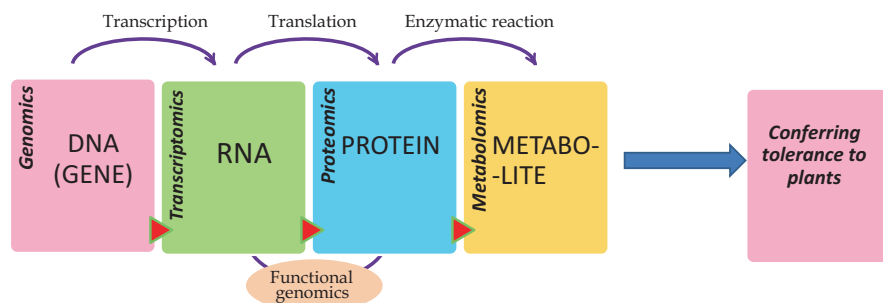 Transcription
Translation
Enzymatic reaction
Genomics
DNA
(GENE)
Transcriptomics
RNA
Proteomics
PROTEIN
Metabolomics
METABO-
-LITE
Conferring
tolerance to
plants
Functional
genomics